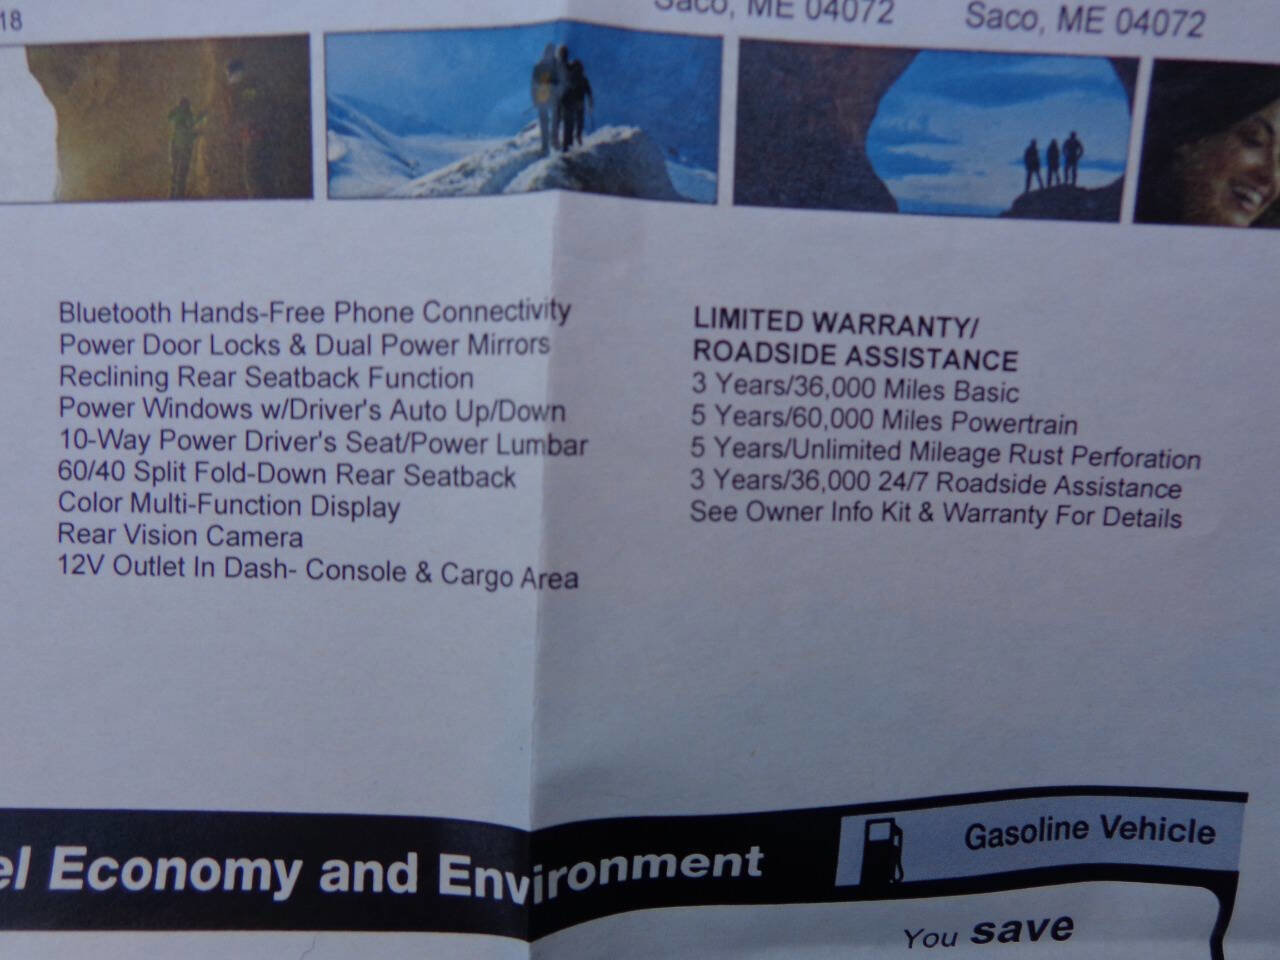 18
Saco, ME 04072
Saco, ME 04072
Bluetooth Hands-Free Phone Connectivity
Power Door Locks & Dual Power Mirrors
Reclining Rear Seatback Function
Power Windows w/Driver's Auto Up/Down
10-Way Power Driver's Seat/Power Lumbar
60/40 Split Fold-Down Rear Seatback
Color Multi-Function Display
Rear Vision Camera
12V Outlet In Dash- Console & Cargo Area
LIMITED WARRANTY/
ROADSIDE ASSISTANCE
3 Years/36,000 Miles Basic
5 Years/60,000 Miles Powertrain
5 Years/Unlimited Mileage Rust Perforation
3 Years/36,000 24/7 Roadside Assistance
See Owner Info Kit & Warranty For Details
el Economy and Environment
Gasoline Vehicle
You save